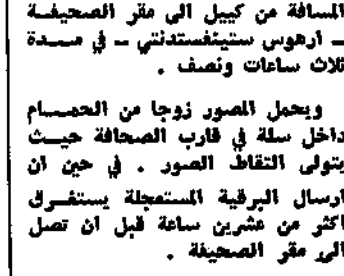 المسافة من كييل الى مقر الصحيفة
ـ ارهوس ستيفستدنتي ـ في مدة
ثلاث ساعات ونصف .
ويحمل المصور زوجا من الحمام
داخل سلة في قارب الصحافة حيث
يتولى التقاط الصور . في حين ان
ارسال البرقية المستعجلة يستغرق
اكثر من عشرين ساعة قبل ان تصل
الى مقر الصحيفة .